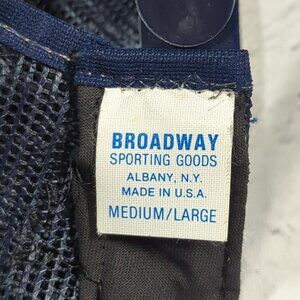 BROADWAY
SPORTING GOODS
ALBANY, N.Y.
MADE IN U.S.A.
MEDIUM/LARGE